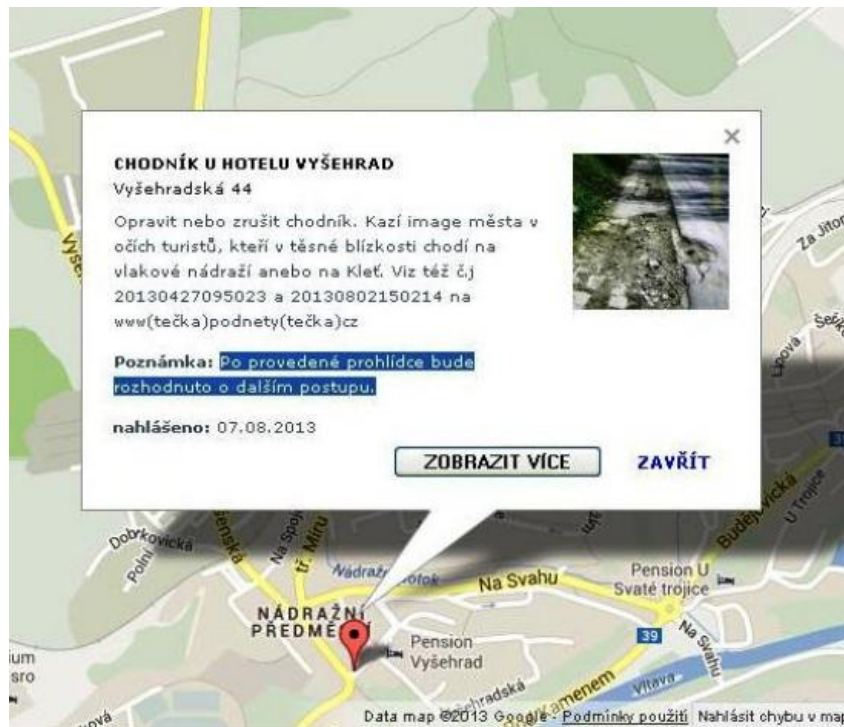 CHODNÍK U HOTELU VYŠEHRAD
Vyšehradská 44
Opravit nebo zrušit chodník. Kazí image města v
očích turistů, kteří v těsné blízkosti chodí na
vlakové nádraží anebo na Kleť. Viz též č.j
20130427095023 a 20130802150214 na
www(tečka)podnety(tečka)cz
Poznámka: Po provedené prohlídce bude
rozhodnuto o dalším postupu.
nahlášeno: 07.08.2013
ZOBRAZIT VÍCE
ZAVŘÍT
Za Jiton
Lipová
Budějovická
U Trojice
Dobrkovická
Polní
Na Spoj
tř. Míru
Na Svahu
Pension U
Svaté trojice
NÁDRAŽNÍ
PŘEDMĚ
39
Na Svahu
Pension
Vyšehrad
Vltava
Data map ©2013 Google - Podmínky použití
Nahlásit chybu v map